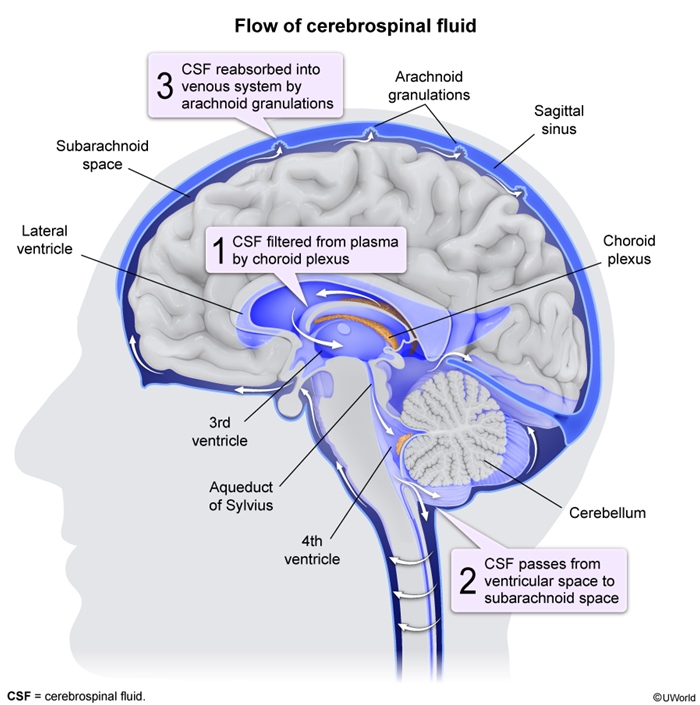 Flow of cerebrospinal fluid
3 CSF reabsorbed into
venous system by
arachnoid granulations
Arachnoid
granulations
Sagittal
sinus
Subarachnoid
space
Lateral
ventricle
1 CSF filtered from plasma
by choroid plexus
Choroid
plexus
3rd
ventricle
Aqueduct
of Sylvius
4th
ventricle
Cerebellum
2 CSF passes from
ventricular space to
subarachnoid space
CSF = cerebrospinal fluid.
©UWorld